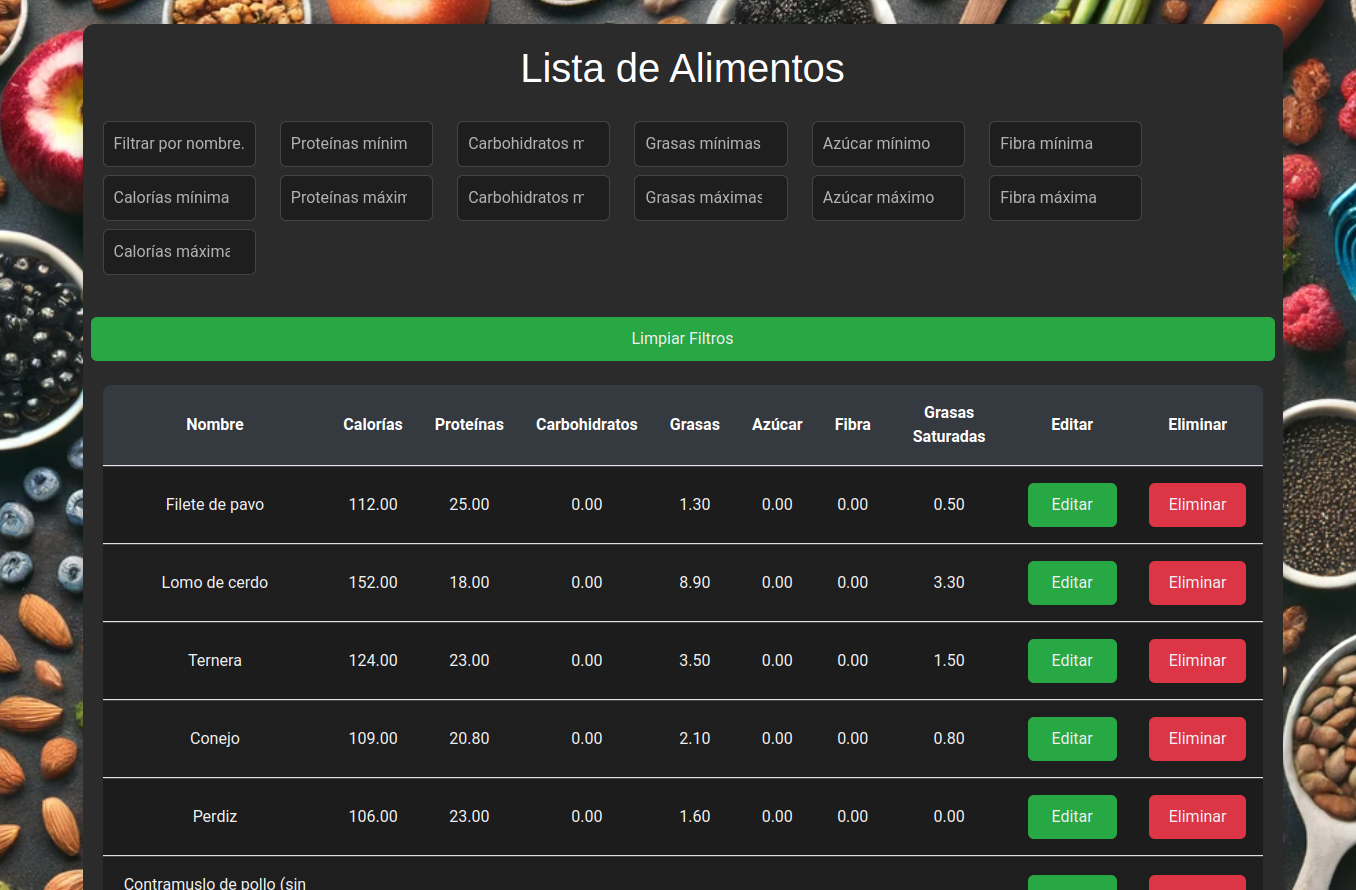 Lista de Alimentos
Filtrar por nombre. Proteínas mínim Carbohidratos m Grasas mínimas Azúcar mínimo Fibra mínima
Calorías mínima Proteínas máxim Carbohidratos m Grasas máximas Azúcar máximo Fibra máxima
Calorías máxima
Limpiar Filtros
Nombre Calorías Proteínas Carbohidratos Grasas Azúcar Fibra Grasas Saturadas Editar Eliminar
Filete de pavo 112.00 25.00 0.00 1.30 0.00 0.00 0.50 Editar Eliminar
Lomo de cerdo 152.00 18.00 0.00 8.90 0.00 0.00 3.30 Editar Eliminar
Ternera 124.00 23.00 0.00 3.50 0.00 0.00 1.50 Editar Eliminar
Conejo 109.00 20.80 0.00 2.10 0.00 0.00 0.80 Editar Eliminar
Perdiz 106.00 23.00 0.00 1.60 0.00 0.00 0.00 Editar Eliminar
Contramuslo de pollo (sin